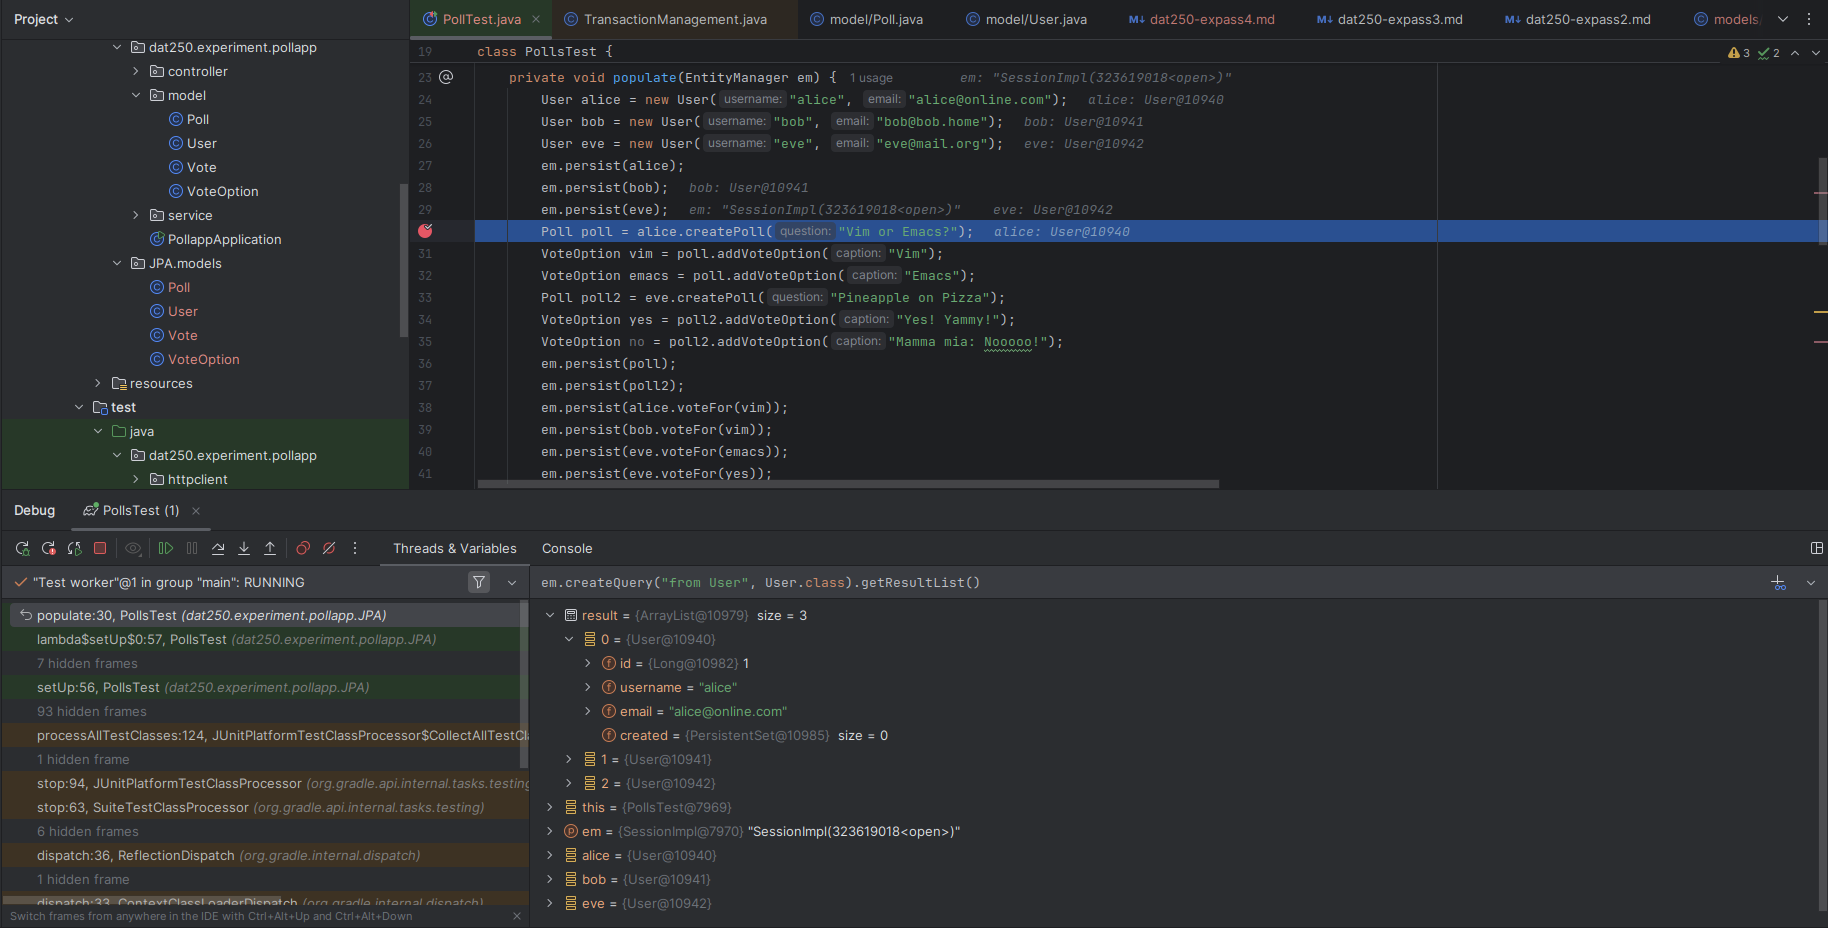 Project
PollTest.java
TransactionManagement.java
model/Poll.java
model/User.java
M↓ dat250-expass4.md
M↓ dat250-expass3.md
M↓ dat250-expass2.md
models
dat250.experiment.pollapp
controller
model
Poll
User
Vote
VoteOption
service
PollappApplication
JPA.models
Poll
User
Vote
VoteOption
resources
test
java
dat250.experiment.pollapp
httpclient
3 2
19 class PollsTest {
23 @ private void populate(EntityManager em) { 1 usage em: "SessionImpl(323619018<open>)"
24 User alice = new User( username: "alice", email: "alice@online.com"); alice: User@10940
25 User bob = new User( username: "bob", email: "bob@bob.home"); bob: User@10941
26 User eve = new User( username: "eve", email: "eve@mail.org"); eve: User@10942
27 em.persist(alice);
28 em.persist(bob); bob: User@10941
29 em.persist(eve); em: "SessionImpl(323619018<open>)" eve: User@10942
Poll poll = alice.createPoll( question: "Vim or Emacs?"); alice: User@10940
31 VoteOption vim = poll.addVoteOption( caption: "Vim");
32 VoteOption emacs = poll.addVoteOption( caption: "Emacs");
33 Poll poll2 = eve.createPoll( question: "Pineapple on Pizza");
34 VoteOption yes = poll2.addVoteOption( caption: "Yes! Yammy!");
35 VoteOption no = poll2.addVoteOption( caption: "Mamma mia: Nooooo!");
36 em.persist(poll);
37 em.persist(poll2);
38 em.persist(alice.voteFor(vim));
39 em.persist(bob.voteFor(vim));
40 em.persist(eve.voteFor(emacs));
41 em.persist(eve.voteFor(yes));
Debug PollsTest (1)
Threads & Variables Console
"Test worker"@1 in group "main": RUNNING
populate:30, PollsTest (dat250.experiment.pollapp.JPA)
lambda$setUp$0:57, PollsTest (dat250.experiment.pollapp.JPA)
7 hidden frames
setUp:56, PollsTest (dat250.experiment.pollapp.JPA)
93 hidden frames
processAllTestClasses:124, JUnitPlatformTestClassProcessor$CollectAllTestCl
1 hidden frame
stop:94, JUnitPlatformTestClassProcessor (org.gradle.api.internal.tasks.testing
stop:63, SuiteTestClassProcessor (org.gradle.api.internal.tasks.testing)
6 hidden frames
dispatch:36, ReflectionDispatch (org.gradle.internal.dispatch)
1 hidden frame
dispatch:33, ContextClassLoaderDispatch (org.gradle.internal.dispatch)
Switch frames from anywhere in the IDE with Ctrl+Alt+Up and Ctrl+Alt+Down
em.createQuery("from User", User.class).getResultList()
result = {ArrayList@10979} size = 3
0 = {User@10940}
id = {Long@10982} 1
username = "alice"
email = "alice@online.com"
created = {PersistentSet@10985} size = 0
1 = {User@10941}
2 = {User@10942}
this = {PollsTest@7969}
em = {SessionImpl@7970} "SessionImpl(323619018<open>)"
alice = {User@10940}
bob = {User@10941}
eve = {User@10942}